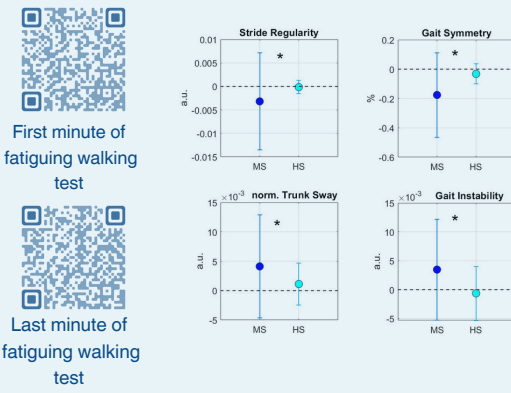 First minute of
fatiguing walking
test
Last minute of
fatiguing walking
test
Stride Regularity
0.01
0.005
0
-0.005
-0.01
-0.015
a.u.
*
MS HS
Gait Symmetry
0.2
0
-0.2
-0.4
-0.6
%
*
MS HS
×10⁻³ norm. Trunk Sway
15
10
5
0
-5
a.u.
*
MS HS
×10⁻³ Gait Instability
15
10
5
0
-5
a.u.
*
MS HS